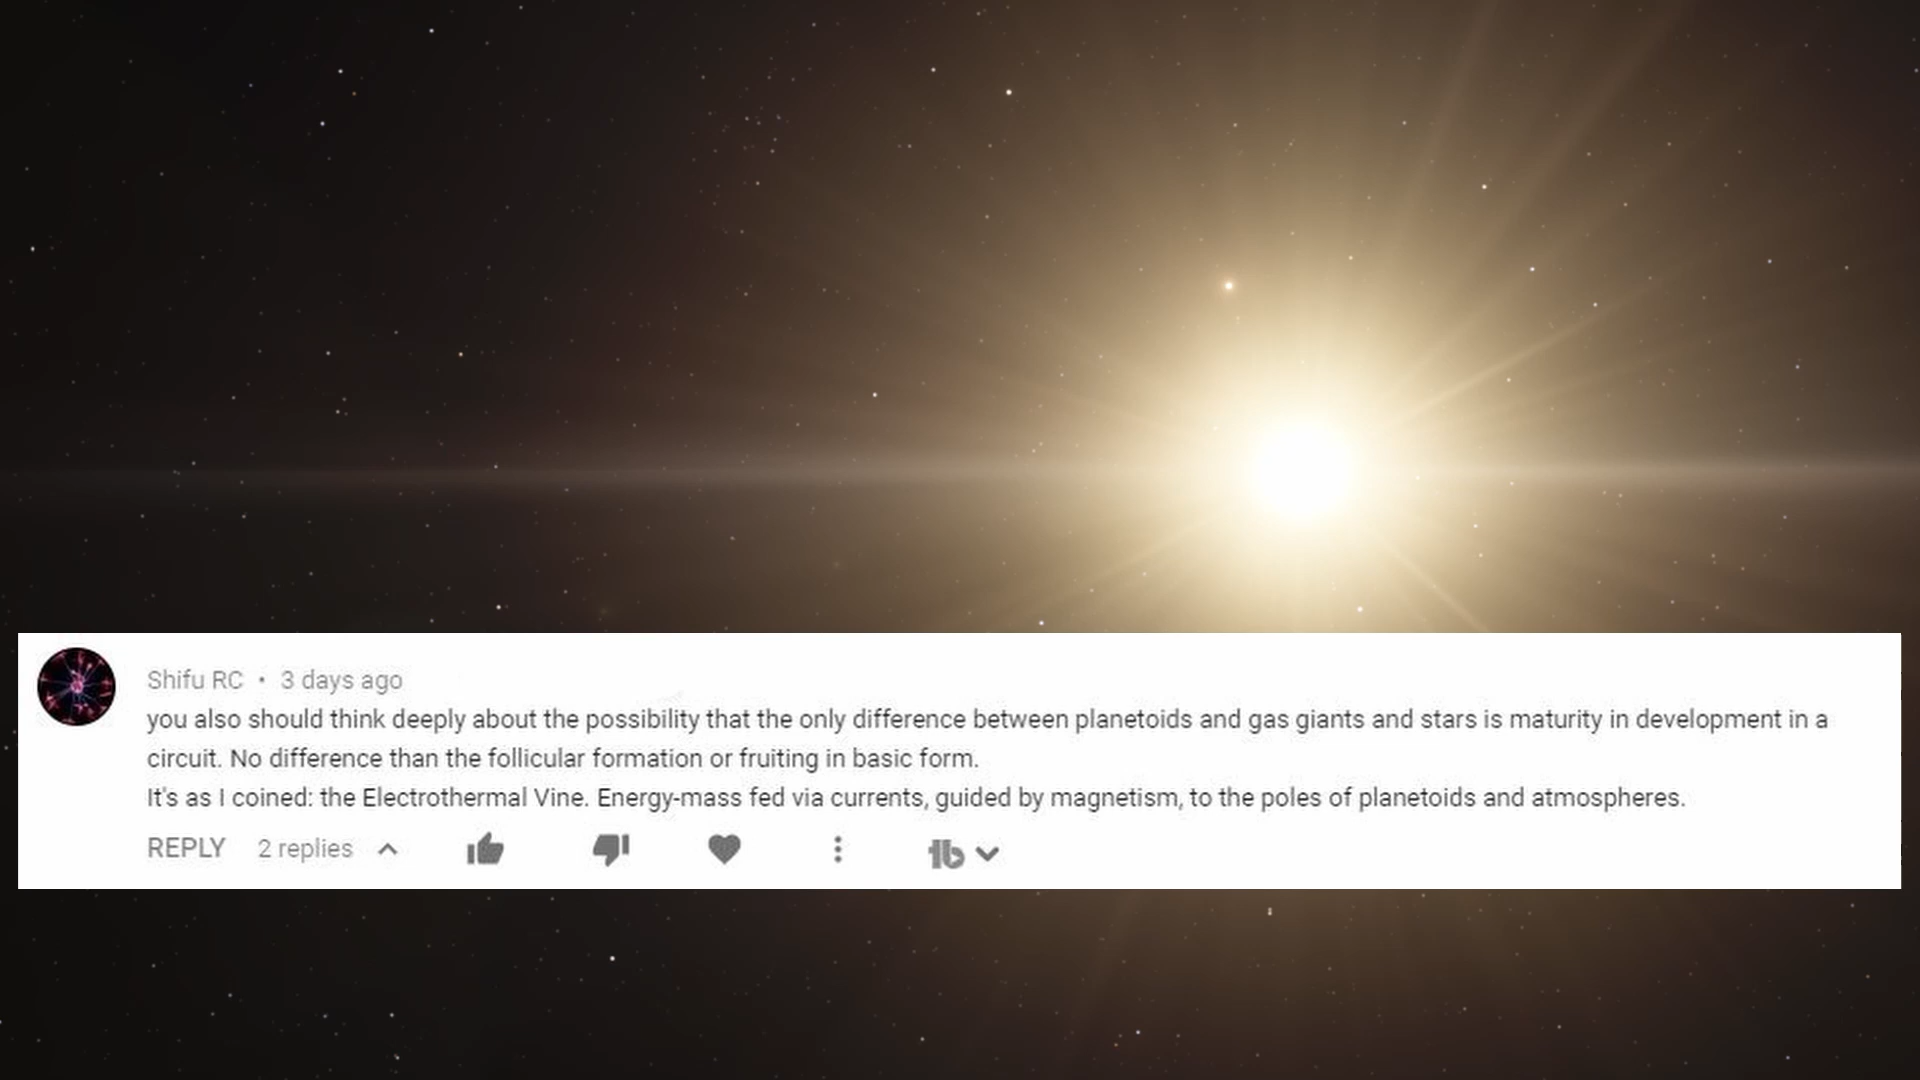 Shifu RC • 3 days ago
you also should think deeply about the possibility that the only difference between planetoids and gas giants and stars is maturity in development in a
circuit. No difference than the follicular formation or fruiting in basic form.
It's as I coined: the Electrothermal Vine. Energy-mass fed via currents, guided by magnetism, to the poles of planetoids and atmospheres.
REPLY 2 replies